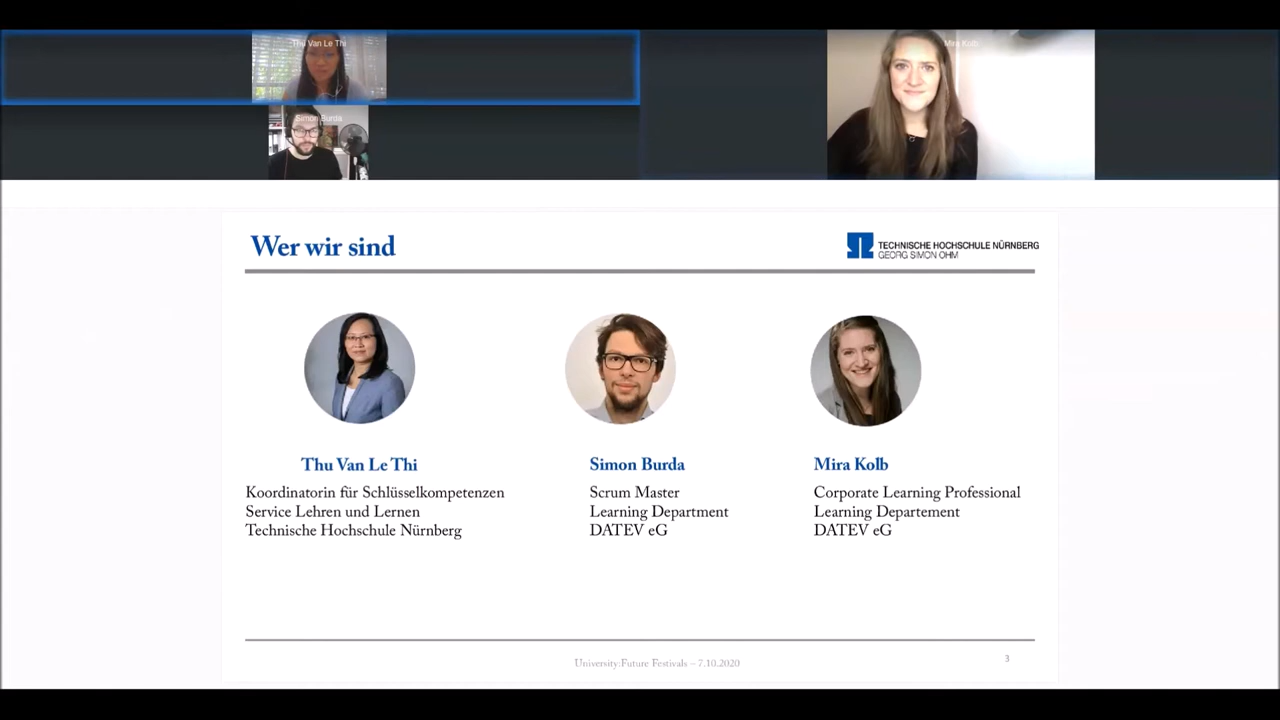 Thu Van Le Thi
Mira Kolb
Simon Burda
Wer wir sind
TECHNISCHE HOCHSCHULE NÜRNBERG
GEORG SIMON OHM
Thu Van Le Thi
Koordinatorin für Schlüsselkompetenzen
Service Lehren und Lernen
Technische Hochschule Nürnberg
Simon Burda
Scrum Master
Learning Department
DATEV eG
Mira Kolb
Corporate Learning Professional
Learning Departement
DATEV eG
University:Future Festivals – 7.10.2020
3